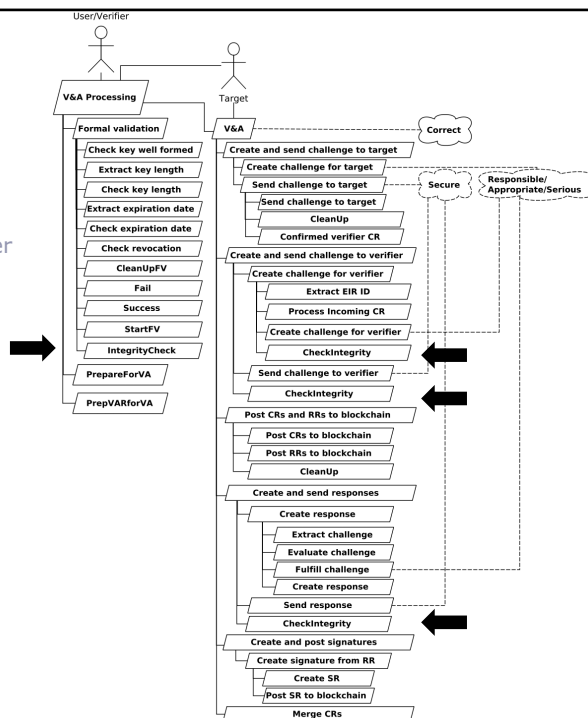 User/Verifier
Target
V&A Processing
Formal validation
Check key well formed
Extract key length
Check key length
Extract expiration date
Check expiration date
Check revocation
CleanUpFV
Fail
Success
StartFV
IntegrityCheck
PrepareForVA
PrepVARforVA
er
V&A
Create and send challenge to target
Create challenge for target
Send challenge to target
Send challenge to target
CleanUp
Confirmed verifier CR
Create and send challenge to verifier
Create challenge for verifier
Extract EIR ID
Process Incoming CR
Create challenge for verifier
CheckIntegrity
Send challenge to verifier
CheckIntegrity
Post CRs and RRs to blockchain
Post CRs to blockchain
Post RRs to blockchain
CleanUp
Create and send responses
Create response
Extract challenge
Evaluate challenge
Fulfill challenge
Create response
Send response
CheckIntegrity
Create and post signatures
Create signature from RR
Create SR
Post SR to blockchain
Merge CRs
Correct
Secure
Responsible/
Appropriate/Serious